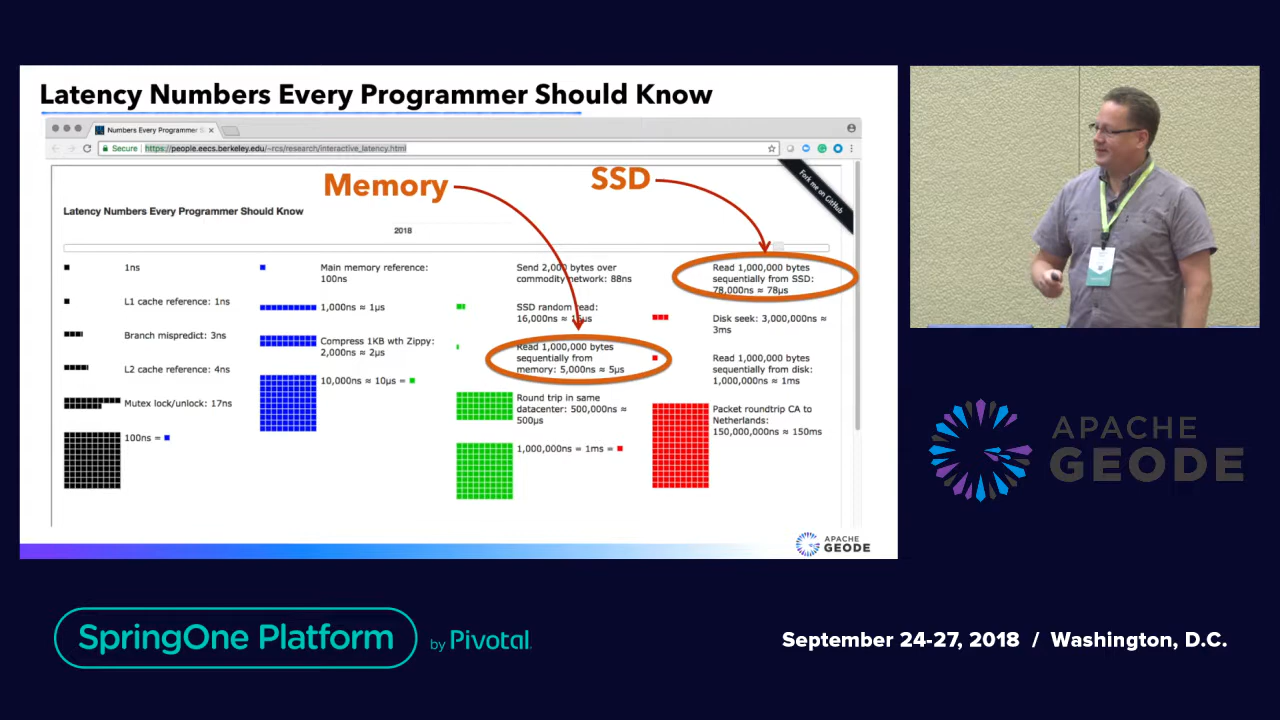 Latency Numbers Every Programmer Should Know
Numbers Every Programmer S
Secure
https://people.eecs.berkeley.edu/~rcs/research/interactive_latency.html
Memory
SSD
Fork me on GitHub
Latency Numbers Every Programmer Should Know
2018
1ns
L1 cache reference: 1ns
Branch mispredict: 3ns
L2 cache reference: 4ns
Mutex lock/unlock: 17ns
100ns =
Main memory reference:
100ns
1,000ns ≈ 1μs
Compress 1KB wth Zippy:
2,000ns ≈ 2μs
10,000ns ≈ 10μs =
Send 2,000 bytes over
commodity network: 88ns
SSD random read:
16,000ns ≈ 16μs
Read 1,000,000 bytes
sequentially from
memory: 5,000ns ≈ 5μs
Round trip in same
datacenter: 500,000ns ≈
500μs
1,000,000ns = 1ms =
Read 1,000,000 bytes
sequentially from SSD:
78,000ns ≈ 78μs
Disk seek: 3,000,000ns ≈
3ms
Read 1,000,000 bytes
sequentially from disk:
1,000,000ns ≈ 1ms
Packet roundtrip CA to
Netherlands:
150,000,000ns ≈ 150ms
APACHE
GEODE
APACHE
GEODE
SpringOne Platform
by Pivotal.
September 24-27, 2018 / Washington, D.C.